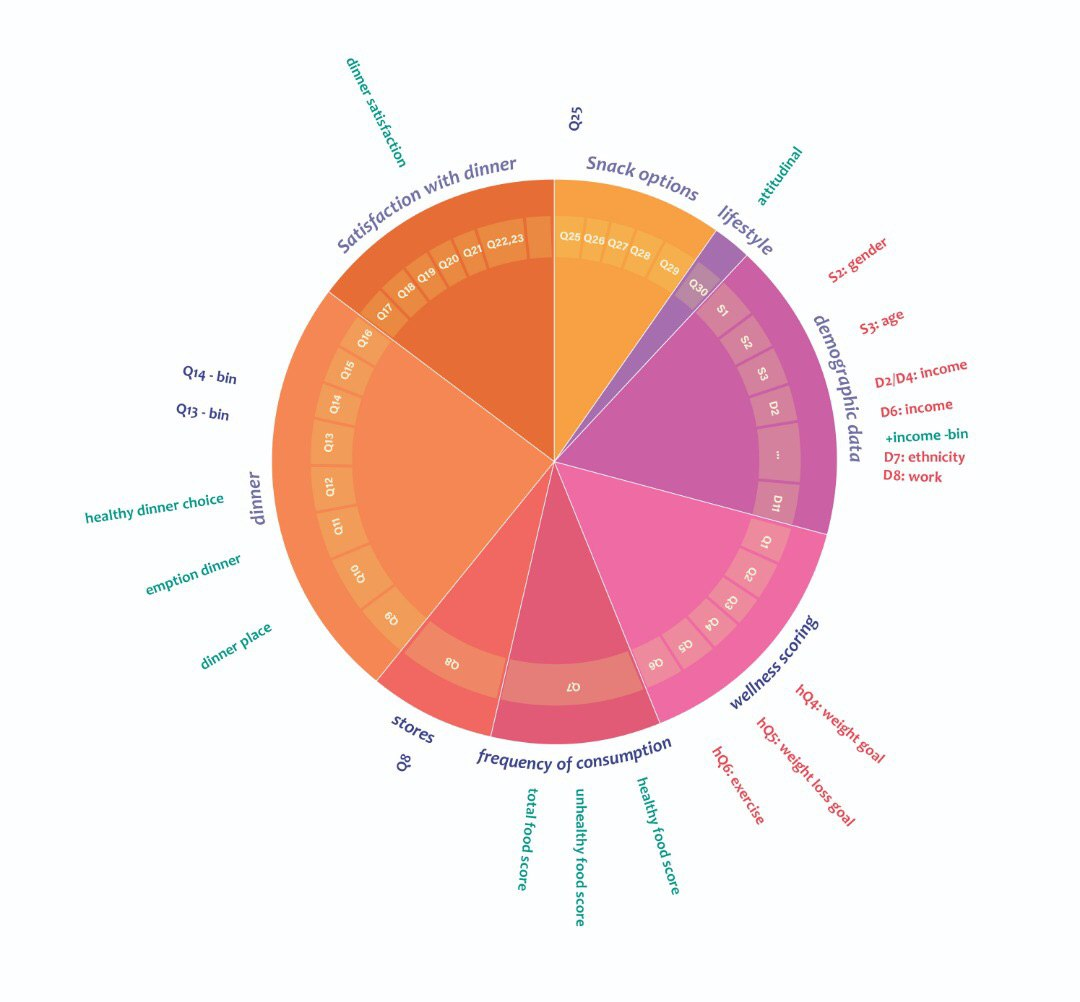 dinner satisfaction
Q25
Satisfaction with dinner
Snack options
attitudinal
lifestyle
Q25
Q26
Q27
Q28
Q29
Q30
S1
S2
S3
D2
...
D11
demographic data
S2: gender
S3: age
D2/D4: income
D6: income
+income -bin
D7: ethnicity
D8: work
Q1
Q2
Q3
Q4
Q5
Q6
wellness scoring
hQ4: weight goal
hQ5: weight loss goal
hQ6: exercise
Q7
frequency of consumption
healthy food score
unhealthy food score
total food score
Q8
stores
Q8
Q9
Q10
Q11
Q12
Q13
Q14
Q15
Q16
dinner
dinner place
emption dinner
healthy dinner choice
Q13 - bin
Q14 - bin
Q17
Q18
Q19
Q20
Q21
Q22,23